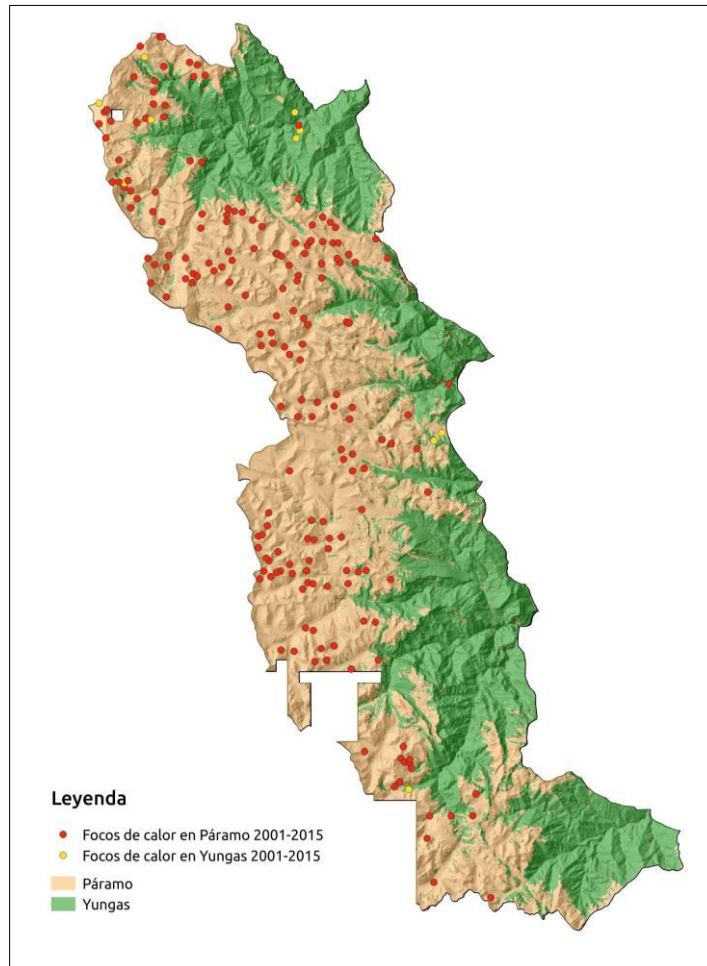 Leyenda
Focos de calor en Páramo 2001-2015
Focos de calor en Yungas 2001-2015
Páramo
Yungas